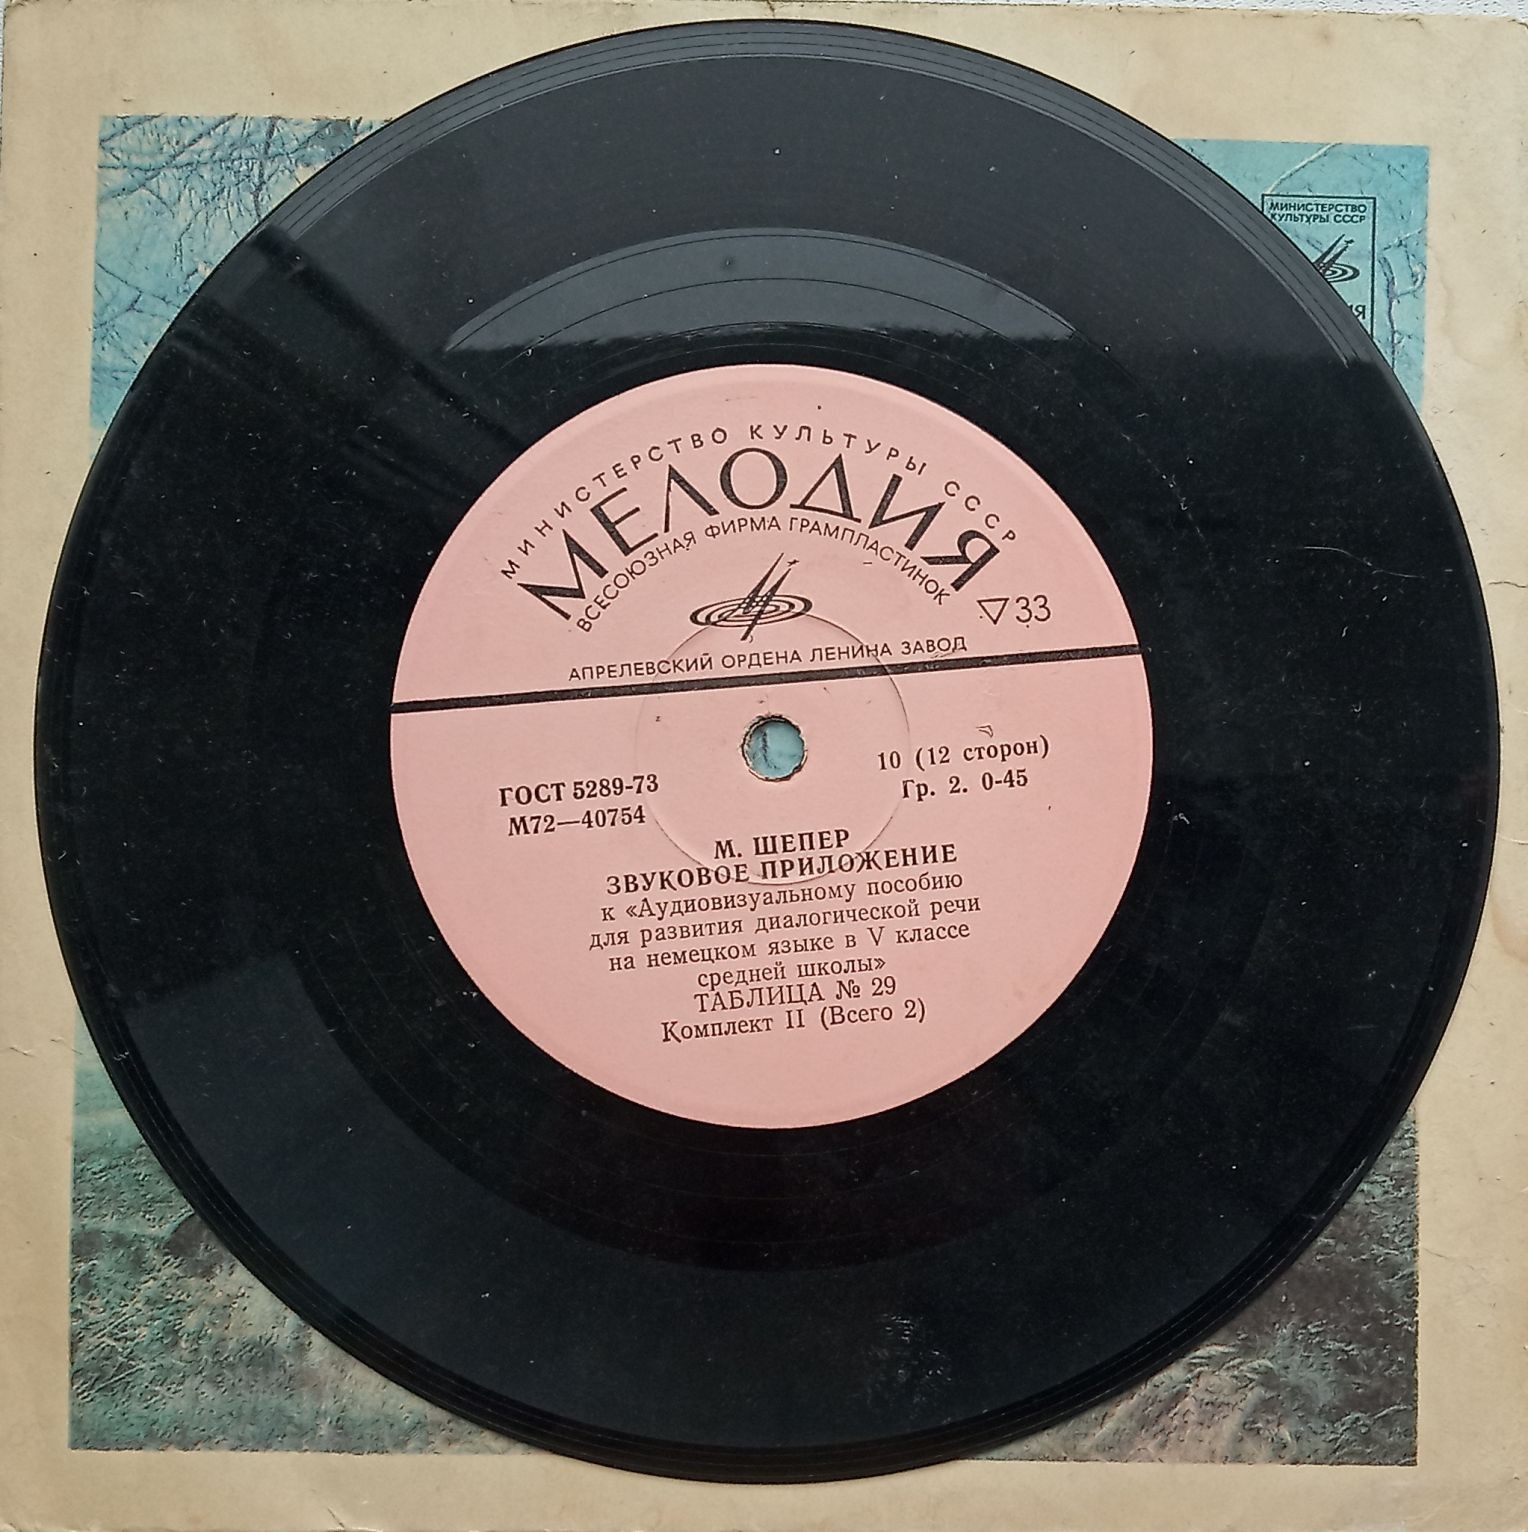 МИНИСТЕРСТВО
КУЛЬТУРЫ СССР
МИНИСТЕРСТВО КУЛЬТУРЫ СССР
МЕЛОДИЯ
ВСЕСОЮЗНАЯ ФИРМА ГРАМПЛАСТИНОК
33
АПРЕЛЕВСКИЙ ОРДЕНА ЛЕНИНА ЗАВОД
ГОСТ 5289-73
М72—40754
10 (12 сторон)
Гр. 2. 0-45
М. ШЕПЕР
ЗВУКОВОЕ ПРИЛОЖЕНИЕ
к «Аудиовизуальному пособию
для развития диалогической речи
на немецком языке в V классе
средней школы»
ТАБЛИЦА № 29
Комплект II (Всего 2)